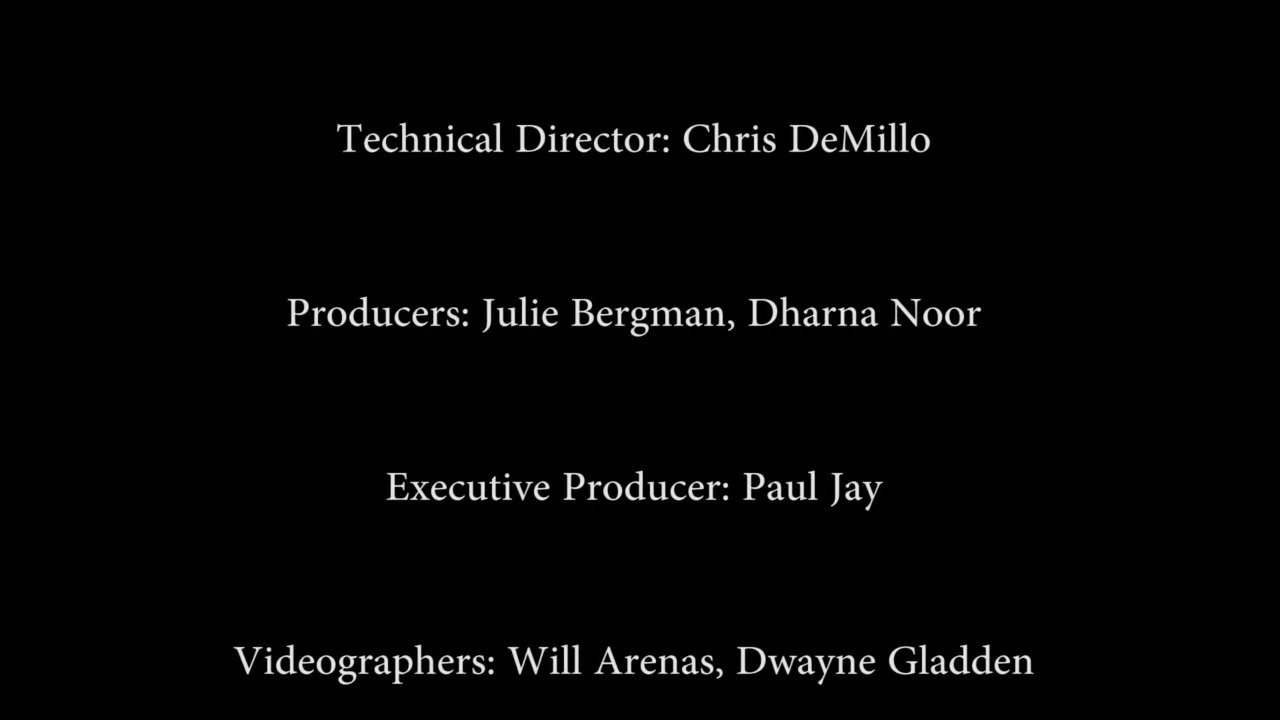 Technical Director: Chris DeMillo
Producers: Julie Bergman, Dharna Noor
Executive Producer: Paul Jay
Videographers: Will Arenas, Dwayne Gladden